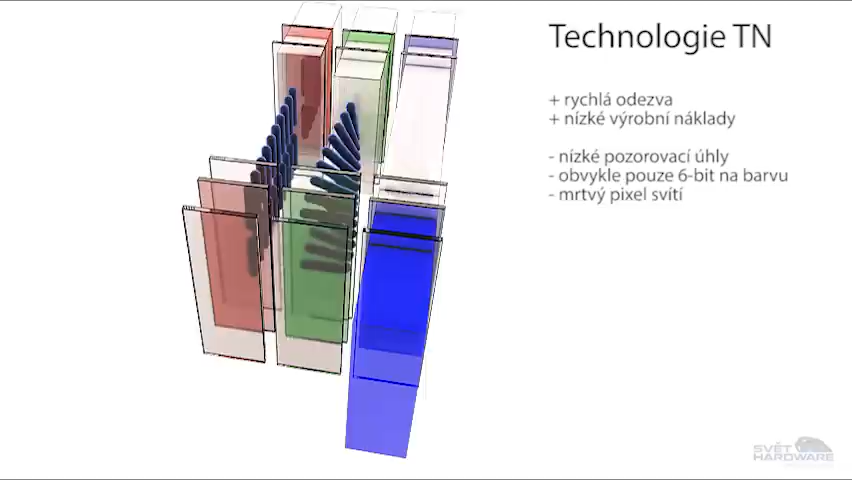 Technologie TN
+ rychlá odezva
+ nízké výrobní náklady
- nízké pozorovací úhly
- obvykle pouze 6-bit na barvu
- mrtvý pixel svítí
SVĚT
HARDWARE